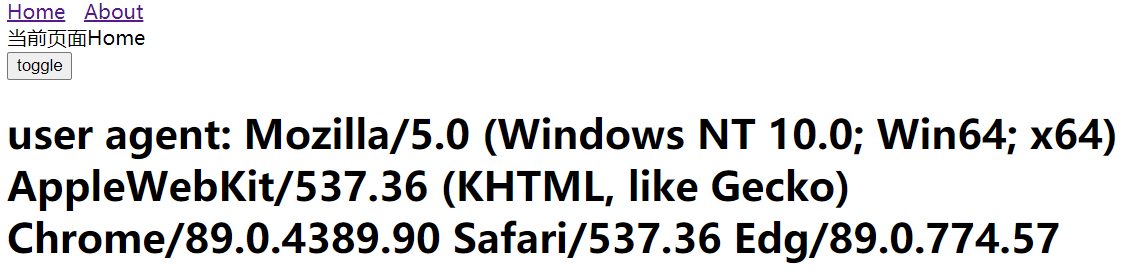 Home About
当前页面Home
toggle
user agent: Mozilla/5.0 (Windows NT 10.0; Win64; x64)
AppleWebKit/537.36 (KHTML, like Gecko)
Chrome/89.0.4389.90 Safari/537.36 Edg/89.0.774.57